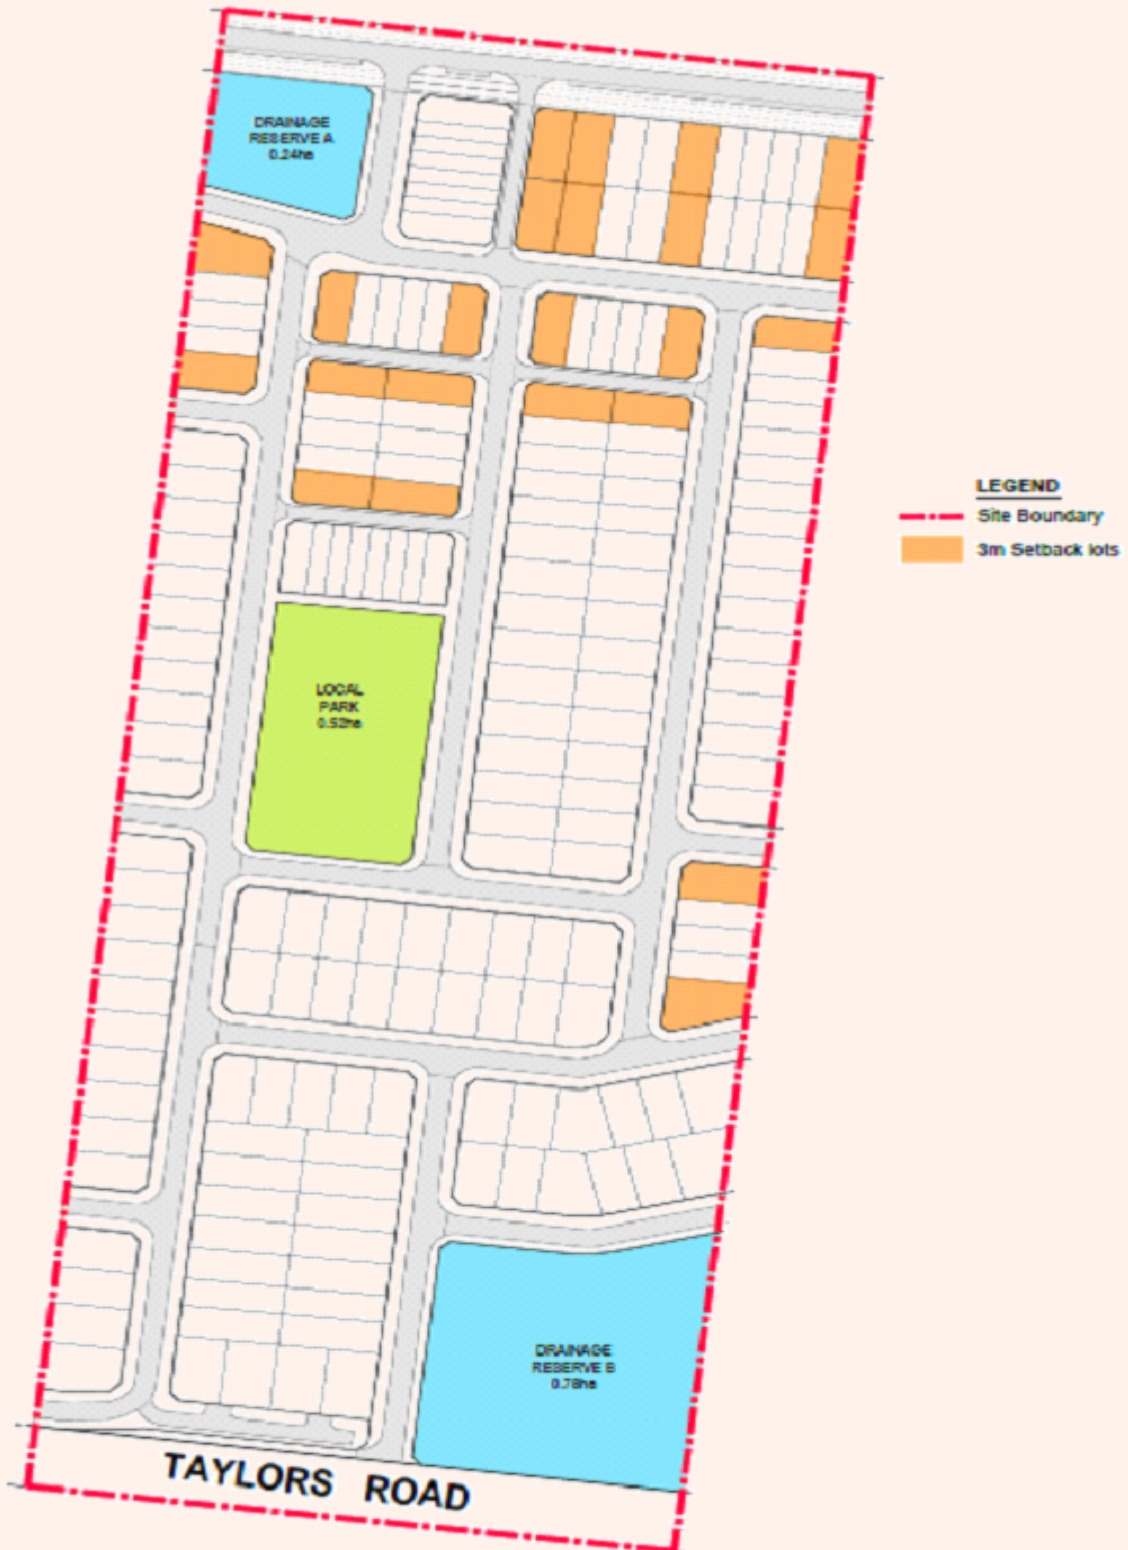 DRAINAGE
RESERVE A
0.24ha
LEGEND
Site Boundary
3m Setback lots
LOCAL
PARK
0.52ha
DRAINAGE
RESERVE B
0.78ha
TAYLORS ROAD